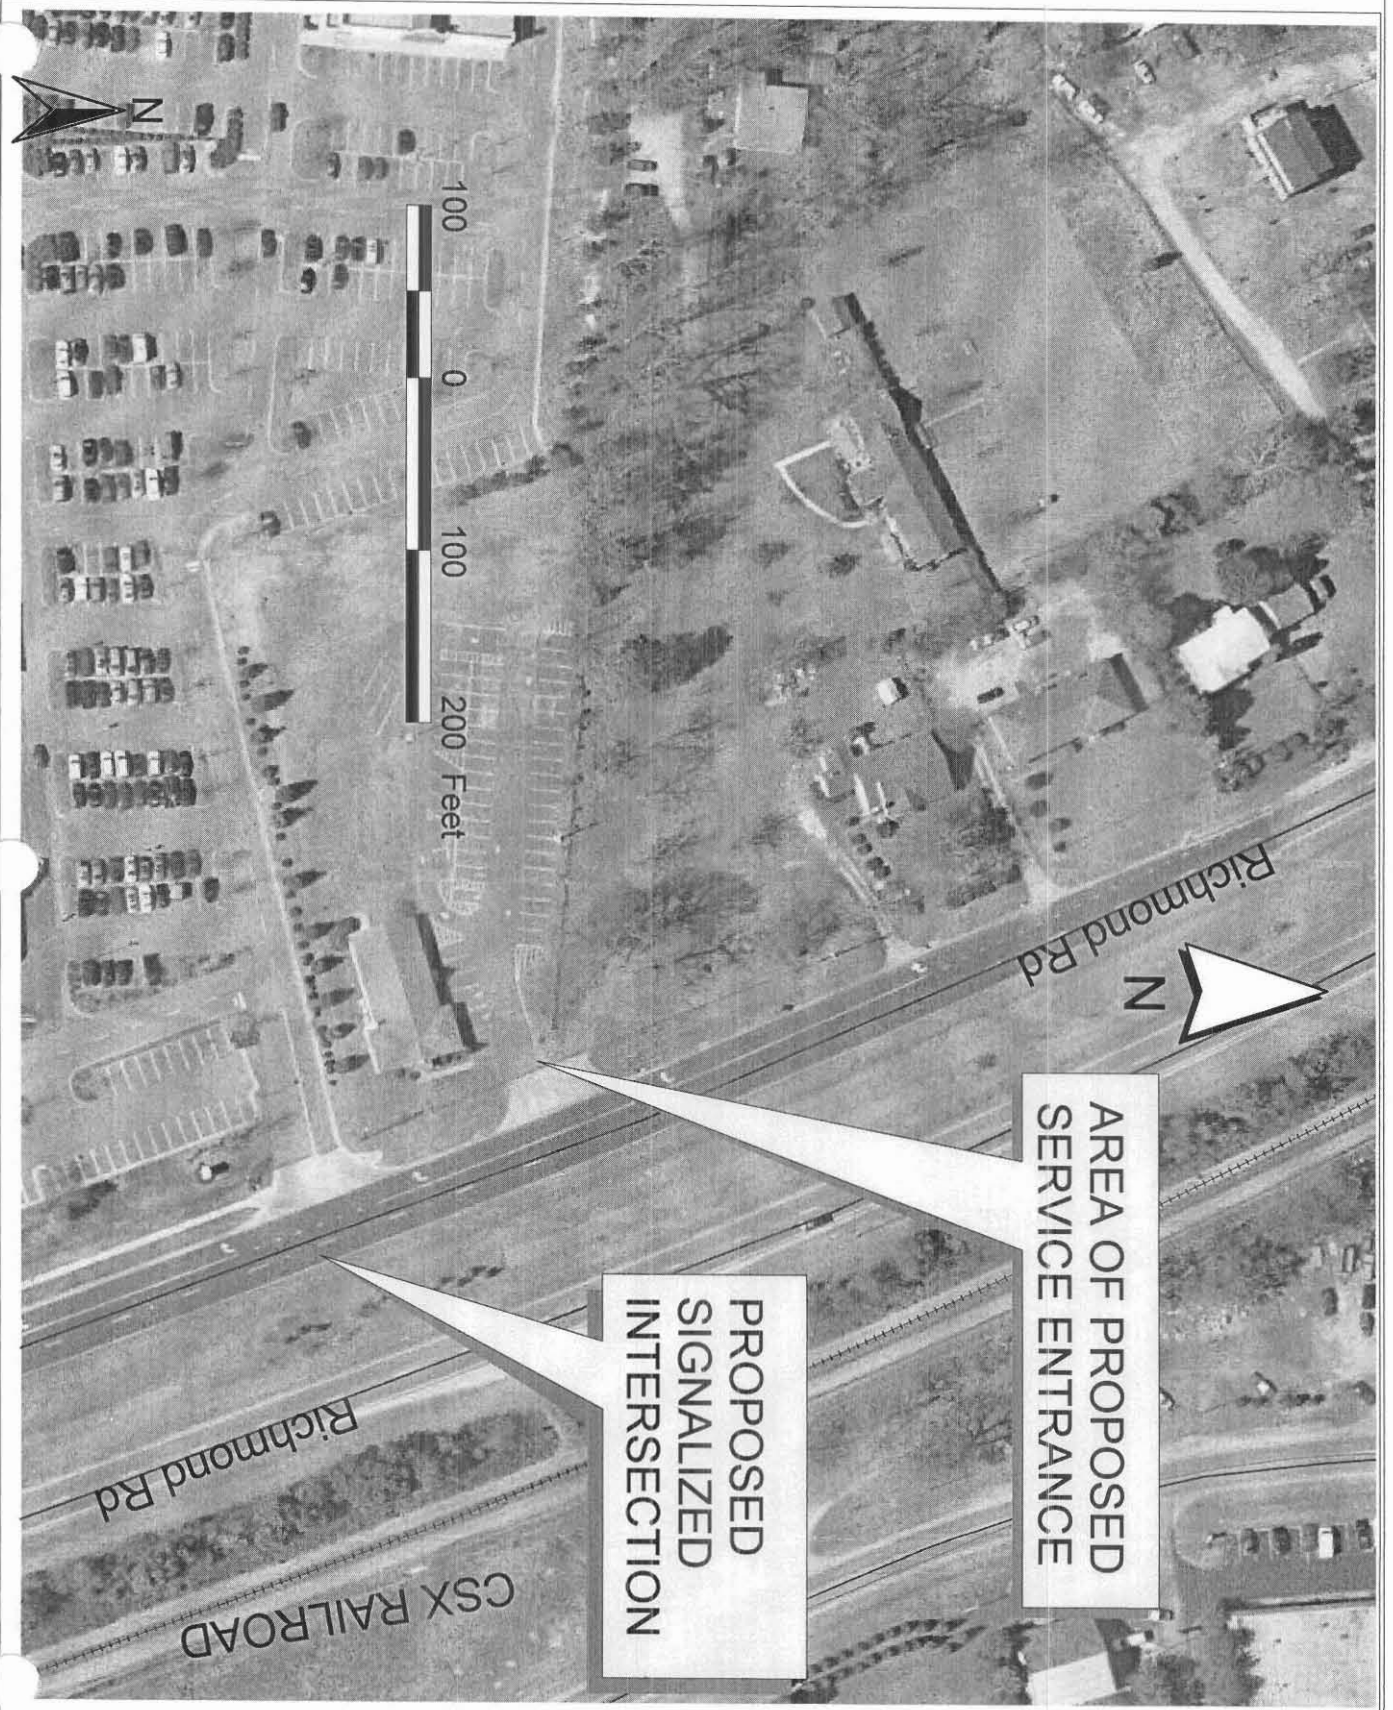 N
100 0 100 200 Feet
Richmond Rd
N
AREA OF PROPOSED
SERVICE ENTRANCE
PROPOSED
SIGNALIZED
INTERSECTION
Richmond Rd
CSX RAILROAD